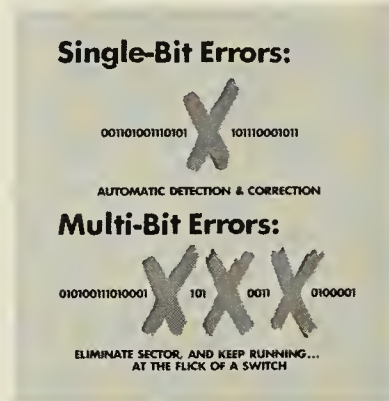 Single-Bit Errors:
001101001110101 X 101110001011
AUTOMATIC DETECTION & CORRECTION
Multi-Bit Errors:
010100111010001 X 101 X 0011 X 0100001
ELIMINATE SECTOR, AND KEEP RUNNING...
AT THE FLICK OF A SWITCH